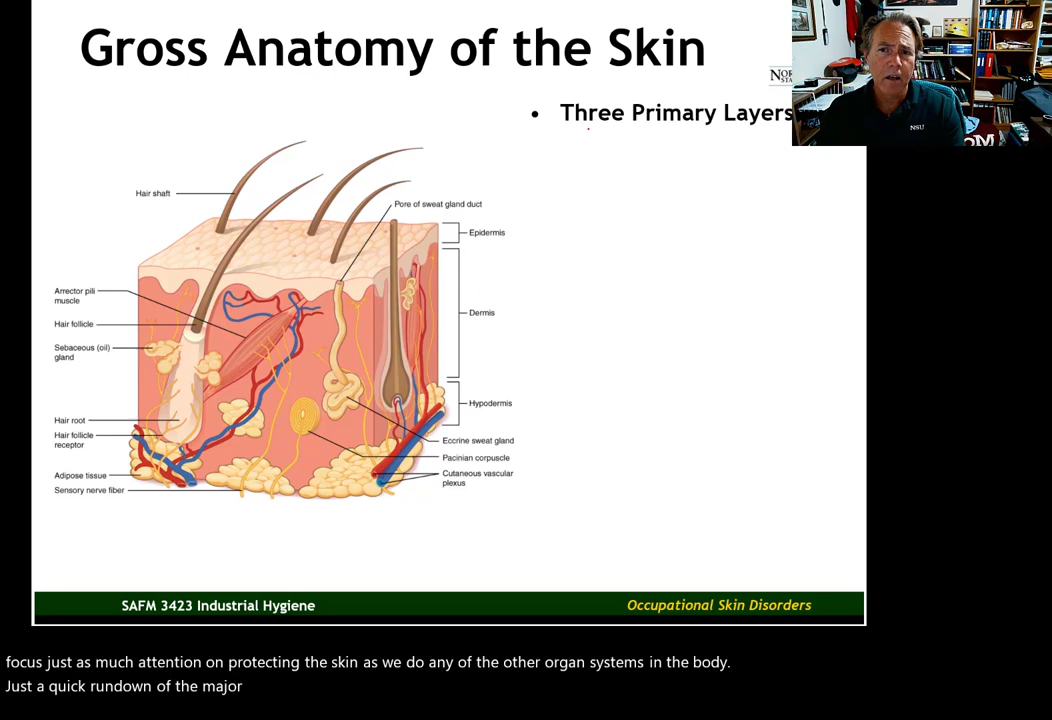 Gross Anatomy of the Skin
• Three Primary Layers
NSU
Hair shaft
Pore of sweat gland duct
Epidermis
Arrector pili
muscle
Dermis
Hair follicle
Sebaceous (oil)
gland
Hypodermis
Hair root
Hair follicle
receptor
Eccrine sweat gland
Pacinian corpuscle
Adipose tissue
Cutaneous vascular
plexus
Sensory nerve fiber
SAFM 3423 Industrial Hygiene
Occupational Skin Disorders
focus just as much attention on protecting the skin as we do any of the other organ systems in the body.
Just a quick rundown of the major